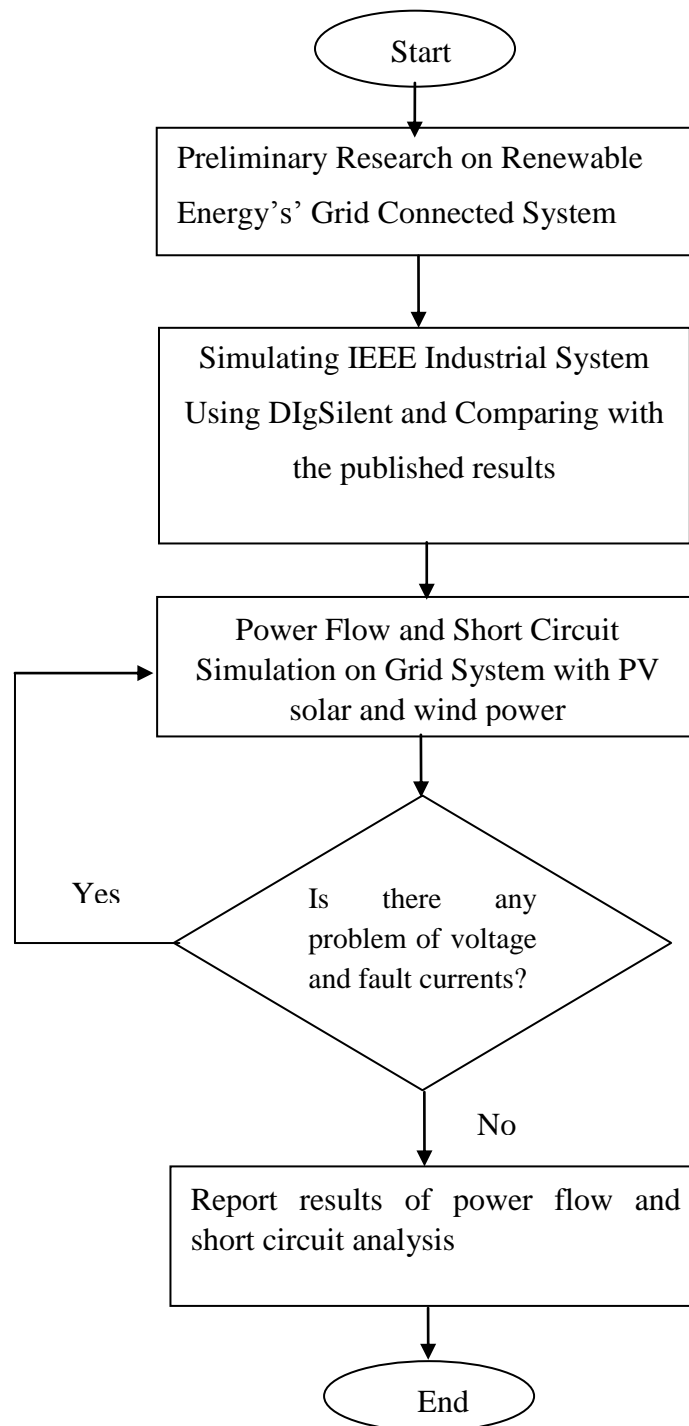 Start
Preliminary Research on Renewable
Energy’s’ Grid Connected System
Simulating IEEE Industrial System
Using DIgSilent and Comparing with
the published results
Power Flow and Short Circuit
Simulation on Grid System with PV
solar and wind power
Yes
Is there any
problem of voltage
and fault currents?
No
Report results of power flow and
short circuit analysis
End